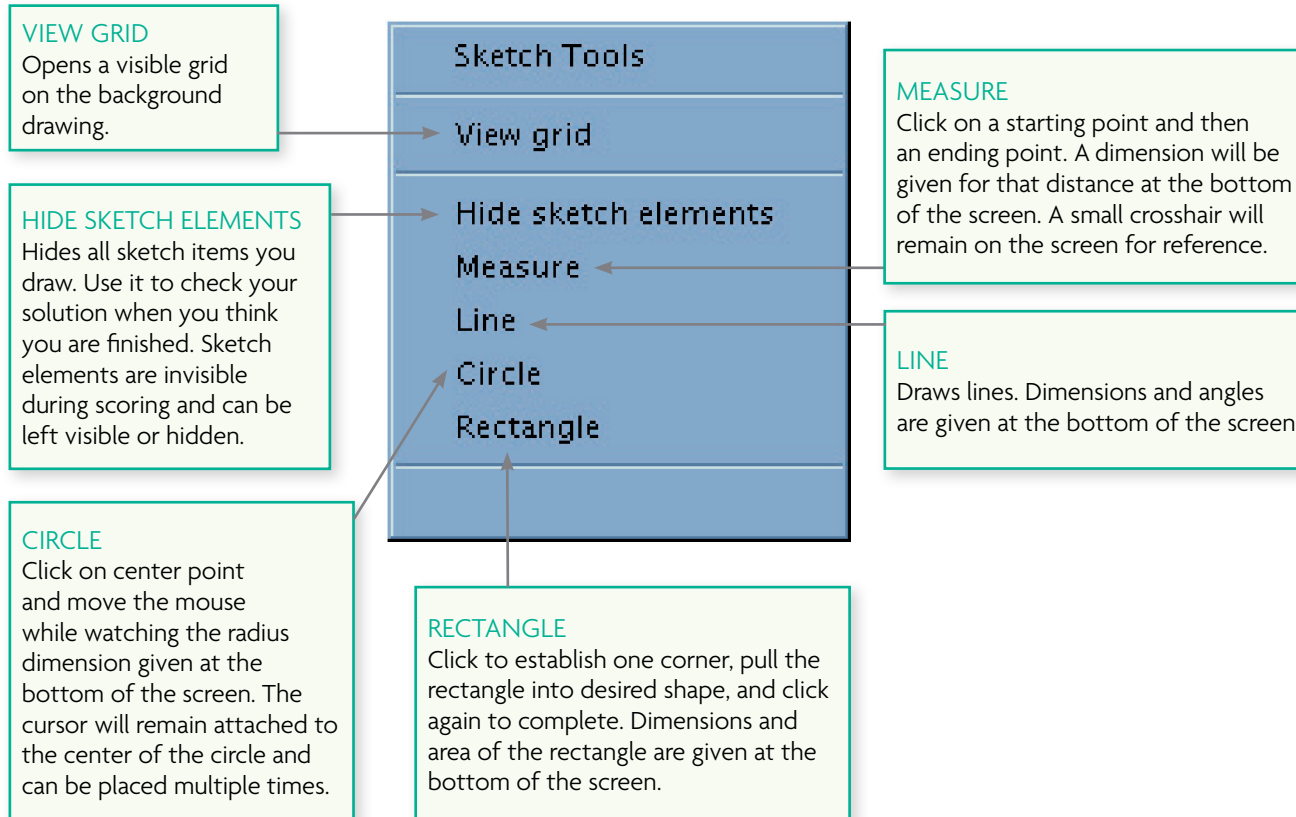 VIEW GRID
Opens a visible grid
on the background
drawing.
HIDE SKETCH ELEMENTS
Hides all sketch items you
draw. Use it to check your
solution when you think
you are finished. Sketch
elements are invisible
during scoring and can be
left visible or hidden.
CIRCLE
Click on center point
and move the mouse
while watching the radius
dimension given at the
bottom of the screen. The
cursor will remain attached to
the center of the circle and
can be placed multiple times.
Sketch Tools
View grid
Hide sketch elements
Measure
Line
Circle
Rectangle
RECTANGLE
Click to establish one corner, pull the
rectangle into desired shape, and click
again to complete. Dimensions and
area of the rectangle are given at the
bottom of the screen.
MEASURE
Click on a starting point and then
an ending point. A dimension will be
given for that distance at the bottom
of the screen. A small crosshair will
remain on the screen for reference.
LINE
Draws lines. Dimensions and angles
are given at the bottom of the screen